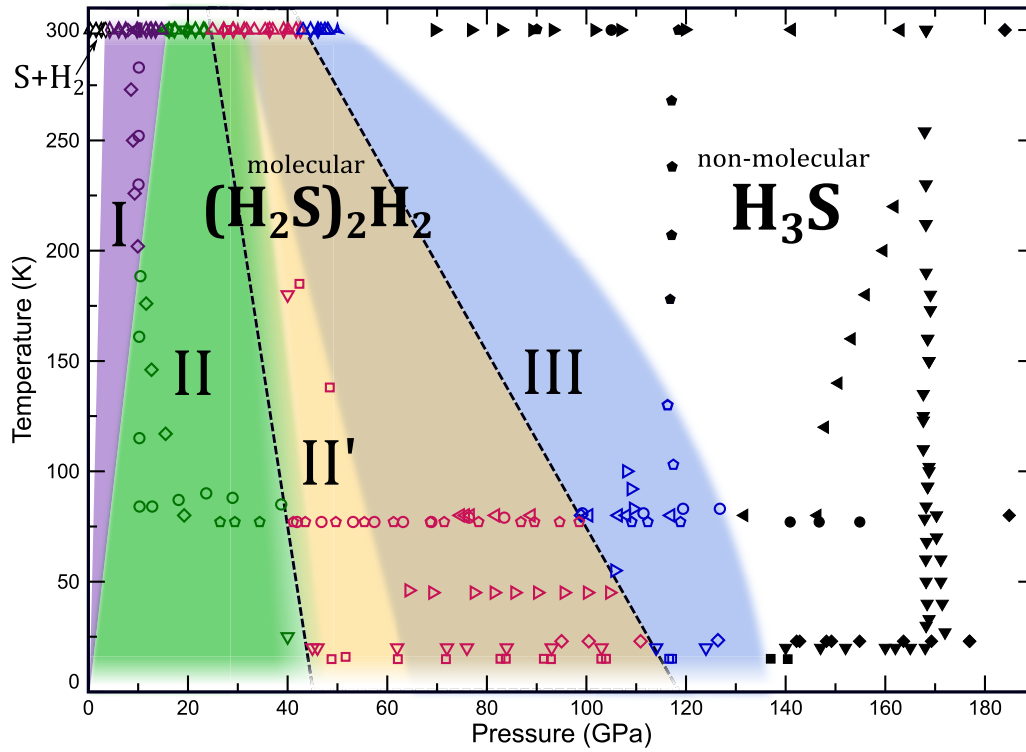 300
S+H₂
250
200
150
100
50
0
Temperature (K)
I
II
II'
III
molecular
(H₂S)₂H₂
non-molecular
H₃S
0 20 40 60 80 100 120 140 160 180
Pressure (GPa)